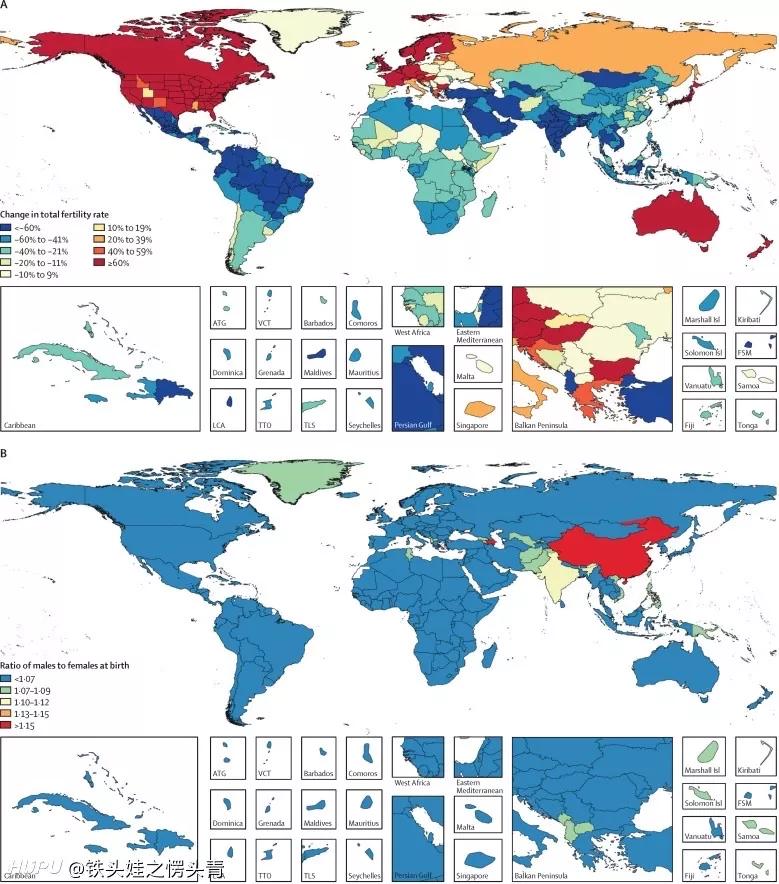 A
Change in total fertility rate
<-60%
-60% to -41%
-40% to -21%
-20% to -11%
-10% to 9%
10% to 19%
20% to 39%
40% to 59%
≥60%
Caribbean
ATG
VCT
Barbados
Comoros
Dominica
Grenada
Maldives
Mauritius
LCA
TTO
TLS
Seychelles
West Africa
Eastern
Mediterranean
Persian Gulf
Malta
Singapore
Balkan Peninsula
Marshall Isl
Kiribati
Solomon Isl
FSM
Vanuatu
Samoa
Fiji
Tonga
B
Ratio of males to females at birth
<1·07
1·07–1·09
1·10–1·12
1·13–1·15
>1·15
Caribbean
ATG
VCT
Barbados
Comoros
Dominica
Grenada
Maldives
Mauritius
TTO
TLS
Seychelles
West Africa
Eastern
Mediterranean
Persian Gulf
Malta
Singapore
Balkan Peninsula
Marshall Isl
Kiribati
Solomon Isl
FSM
Vanuatu
Samoa
Fiji
Tonga
HUPU @铁头娃之愣头青